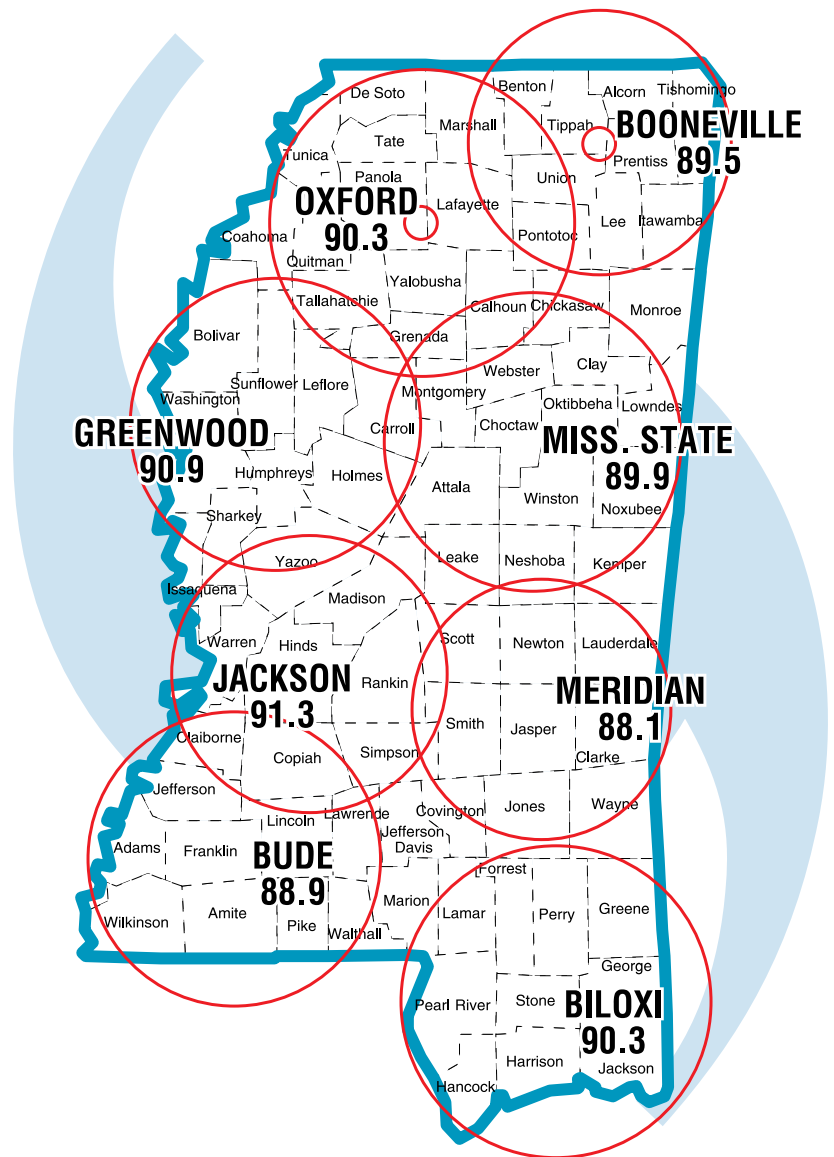 Benton
Alcorn
Tishomingo
De Soto
Marshall
Tippah
BOONEVILLE
89.5
Tate
Tunica
Prentiss
Panola
Union
OXFORD
90.3
Lafayette
Lee
Itawamba
Coahoma
Pontotoc
Quitman
Yalobusha
Tallahatchie
Calhoun
Chickasaw
Monroe
Bolivar
Grenada
Webster
Clay
Sunflower
Leflore
Montgomery
Washington
Oktibbeha
Lowndes
Carroll
Choctaw
GREENWOOD
90.9
MISS. STATE
89.9
Humphreys
Holmes
Attala
Winston
Noxubee
Sharkey
Yazoo
Leake
Neshoba
Kemper
Issaquena
Madison
Warren
Hinds
Scott
Newton
Lauderdale
JACKSON
91.3
Rankin
MERIDIAN
88.1
Smith
Jasper
Claiborne
Copiah
Simpson
Clarke
Jefferson
Lincoln
Lawrence
Covington
Jones
Wayne
Adams
Franklin
Jefferson
Davis
BUDE
88.9
Forrest
Marion
Lamar
Perry
Greene
Wilkinson
Amite
Pike
Walthall
George
Pearl River
Stone
BILOXI
90.3
Harrison
Jackson
Hancock